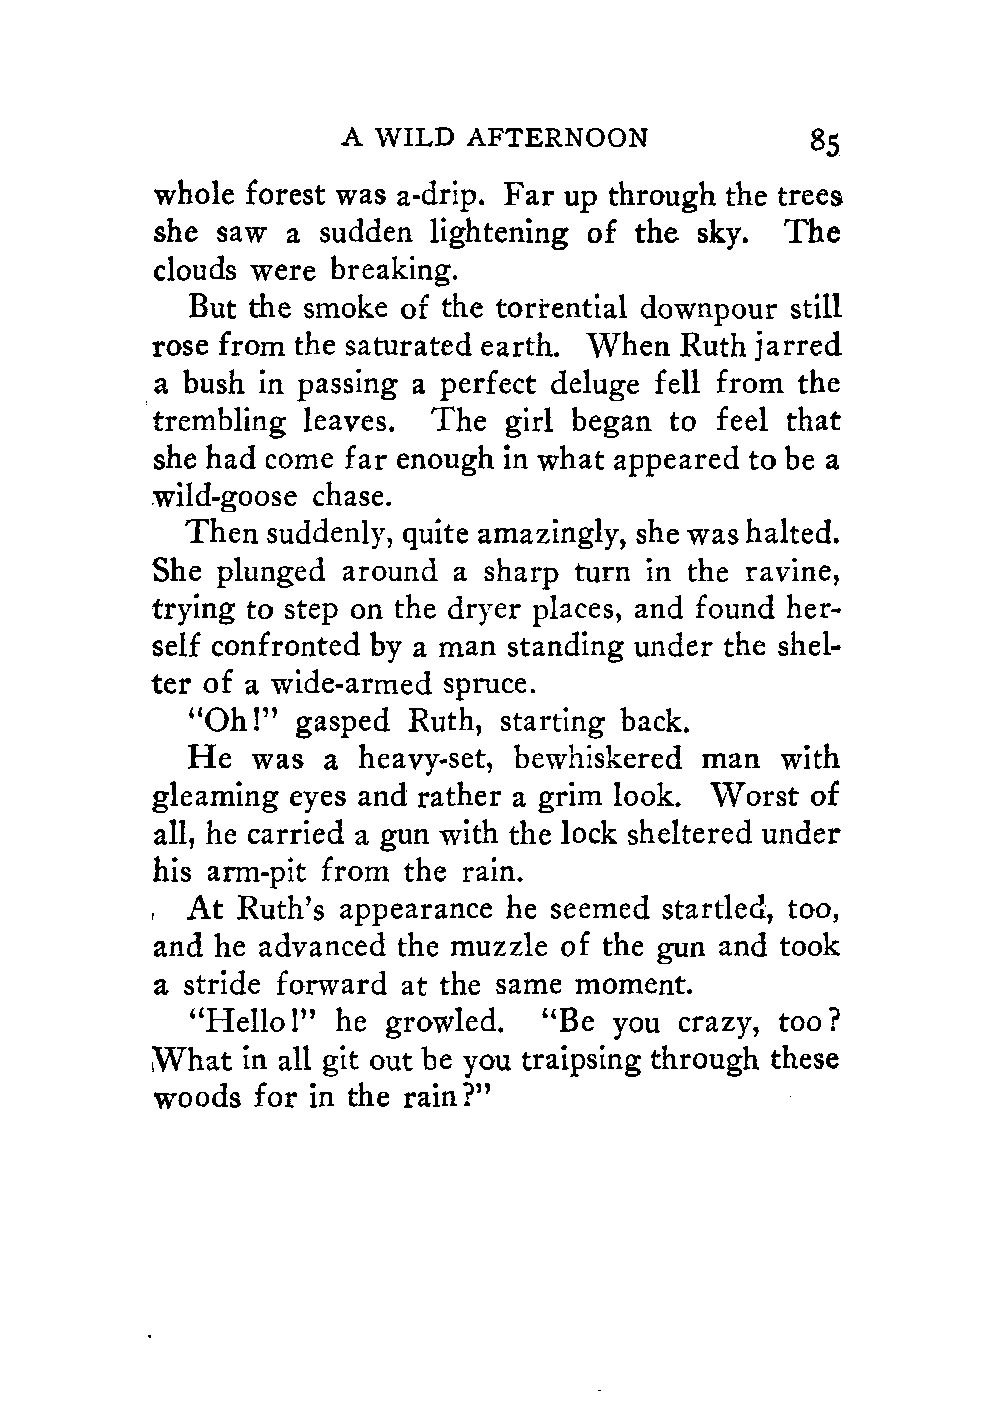 A WILD AFTERNOON 85
whole forest was a-drip. Far up through the trees
she saw a sudden lightening of the sky. The
clouds were breaking.
But the smoke of the torrential downpour still
rose from the saturated earth. When Ruth jarred
a bush in passing a perfect deluge fell from the
trembling leaves. The girl began to feel that
she had come far enough in what appeared to be a
wild-goose chase.
Then suddenly, quite amazingly, she was halted.
She plunged around a sharp turn in the ravine,
trying to step on the dryer places, and found her-
self confronted by a man standing under the shel-
ter of a wide-armed spruce.
"Oh!" gasped Ruth, starting back.
He was a heavy-set, bewhiskered man with
gleaming eyes and rather a grim look. Worst of
all, he carried a gun with the lock sheltered under
his arm-pit from the rain.
At Ruth's appearance he seemed startled, too,
and he advanced the muzzle of the gun and took
a stride forward at the same moment.
"Hello!" he growled. "Be you crazy, too?
What in all git out be you traipsing through these
woods for in the rain?"